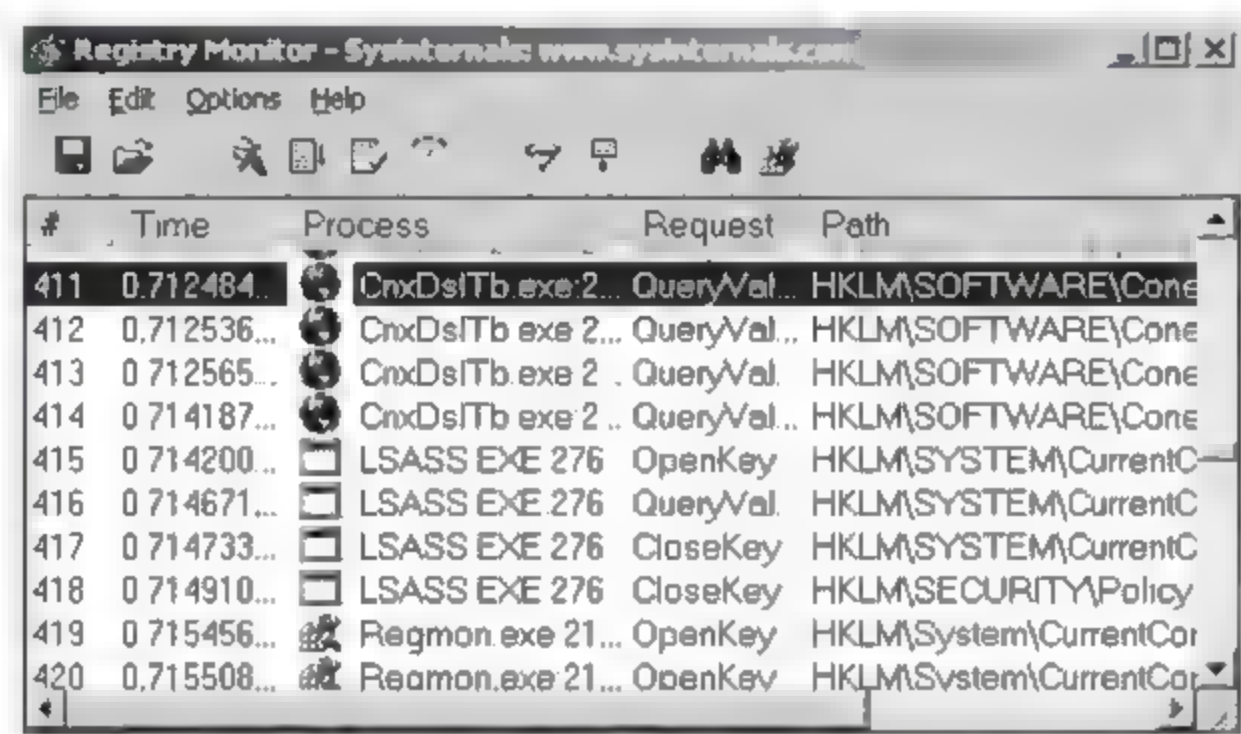 Registry Monitor - Sysinternals: www.sysinternals.com
File Edit Options Help
# Time Process Request Path
411 0.712484.. CnxDslTb.exe:2... QueryVal... HKLM\SOFTWARE\Cone
412 0.712536... CnxDslTb exe 2... QueryVal... HKLM\SOFTWARE\Cone
413 0 712565... CnxDslTb.exe 2 . QueryVal. HKLM\SOFTWARE\Cone
414 0 714187... CnxDslTb exe 2 .. QueryVal... HKLM\SOFTWARE\Cone
415 0 714200... LSASS EXE 276 OpenKey HKLM\SYSTEM\CurrentC
416 0 714671... LSASS EXE 276 QueryVal. HKLM\SYSTEM\CurrentC
417 0 714733... LSASS EXE 276 CloseKey HKLM\SYSTEM\CurrentC
418 0 714910... LSASS EXE 276 CloseKey HKLM\SECURITY\Policy
419 0 715456... Regmon.exe 21... OpenKey HKLM\System\CurrentCor
420 0.715508... Regmon.exe 21... OpenKey HKLM\System\CurrentCor